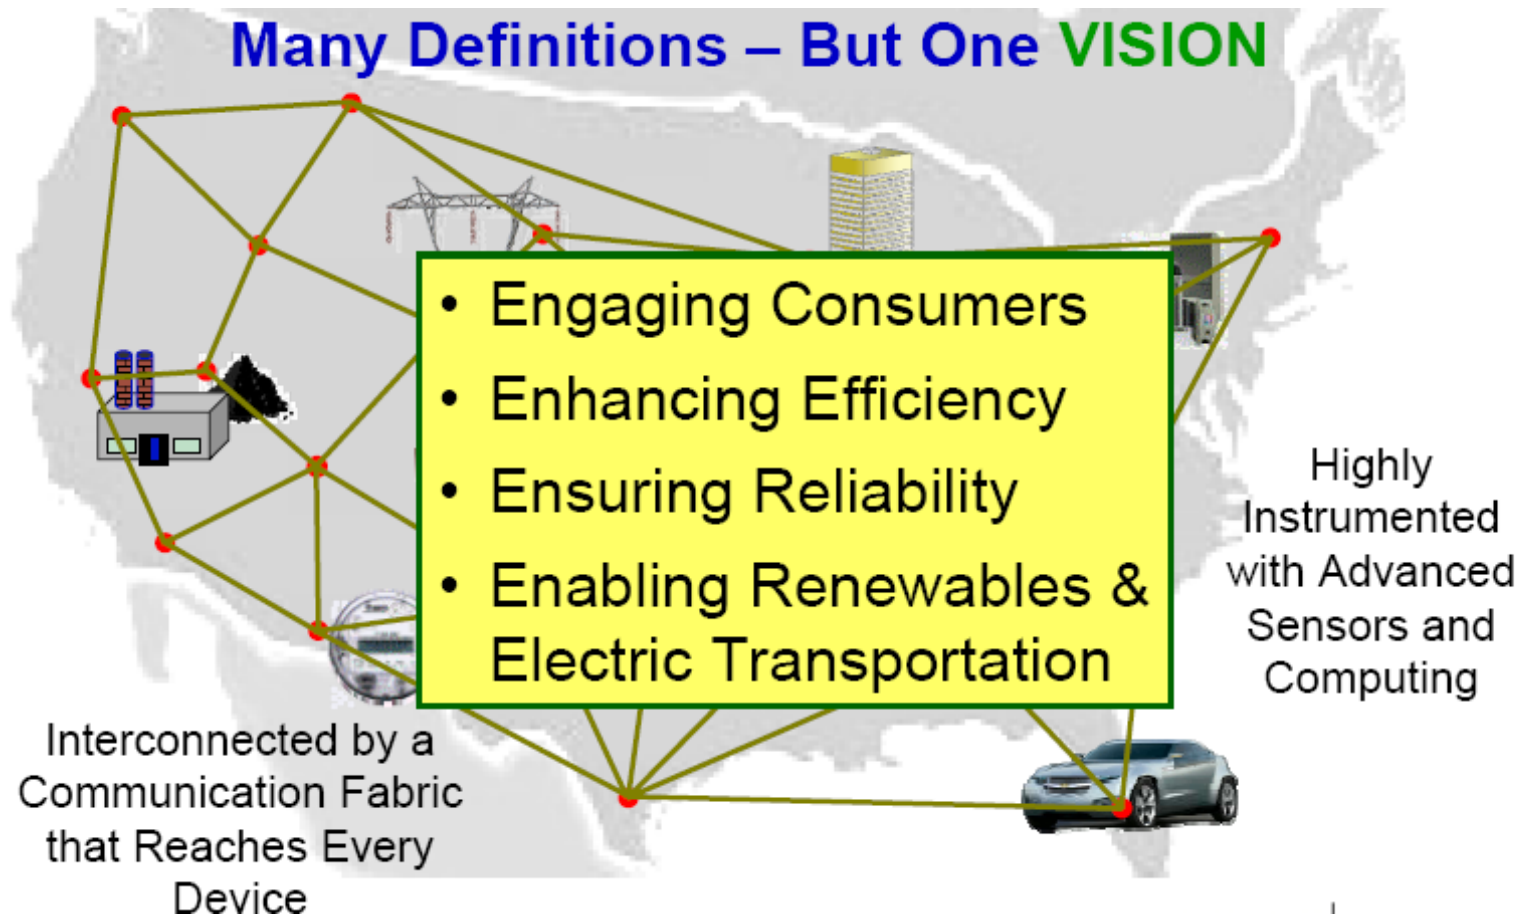 Many Definitions – But One VISION
• Engaging Consumers
• Enhancing Efficiency
• Ensuring Reliability
• Enabling Renewables &
Electric Transportation
Highly
Instrumented
with Advanced
Sensors and
Computing
Interconnected by a
Communication Fabric
that Reaches Every
Device